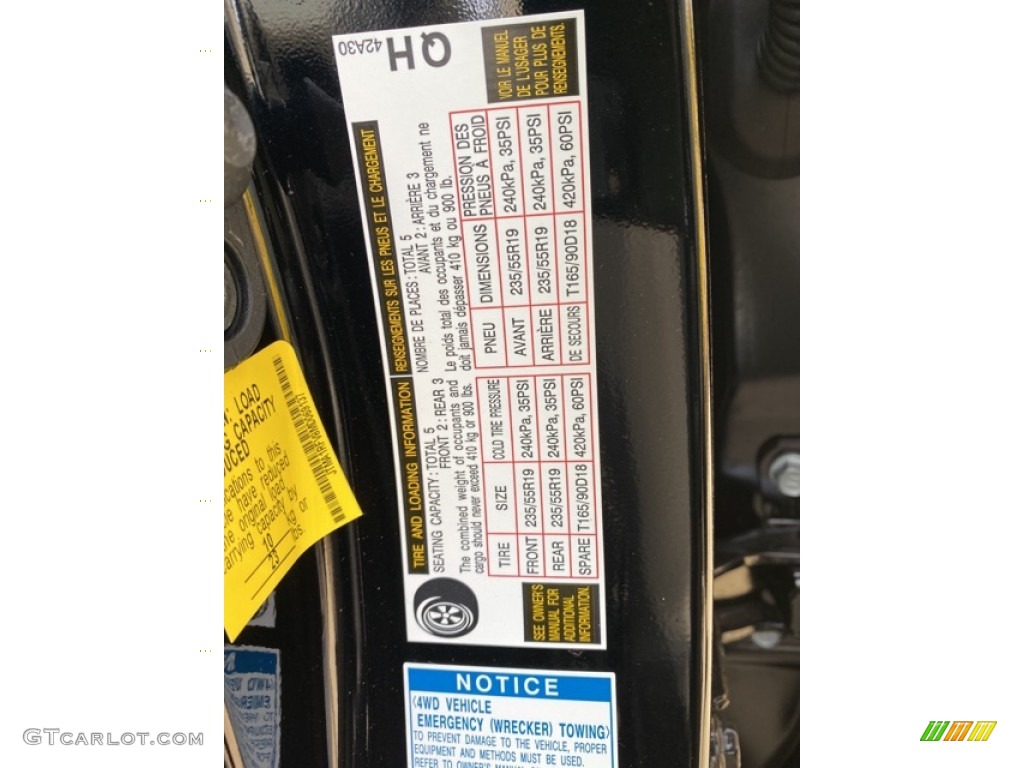 TIRE AND LOADING INFORMATION
RENSEIGNEMENTS SUR LES PNEUS ET LE CHARGEMENT
SEATING CAPACITY : TOTAL 5
FRONT 2 : REAR 3
NOMBRE DE PLACES : TOTAL 5
AVANT 2 : ARRIÈRE 3
The combined weight of occupants and
cargo should never exceed 410 kg or 900 lbs.
Le poids total des occupants et du chargement ne
doit jamais dépasser 410 kg ou 900 lb.
TIRE SIZE COLD TIRE PRESSURE
FRONT 235/55R19 240kPa, 35PSI
REAR 235/55R19 240kPa, 35PSI
SPARE T165/90D18 420kPa, 60PSI
PNEU DIMENSIONS PRESSION DES PNEUS À FROID
AVANT 235/55R19 240kPa, 35PSI
ARRIÈRE 235/55R19 240kPa, 35PSI
DE SECOURS T165/90D18 420kPa, 60PSI
SEE OWNER'S
MANUAL FOR
ADDITIONAL
INFORMATION.
VOIR LE MANUEL
DE L'USAGER
POUR PLUS DE
RENSEIGNEMENTS.
QH
42A30
LOAD
CAPACITY
to this
have reduced
original load
carrying capacity by
10 kg or
23 lbs.
NOTICE
<4WD VEHICLE
EMERGENCY (WRECKER) TOWING>
TO PREVENT DAMAGE TO THE VEHICLE, PROPER
EQUIPMENT AND METHODS MUST BE USED.
GTCARLOT.COM